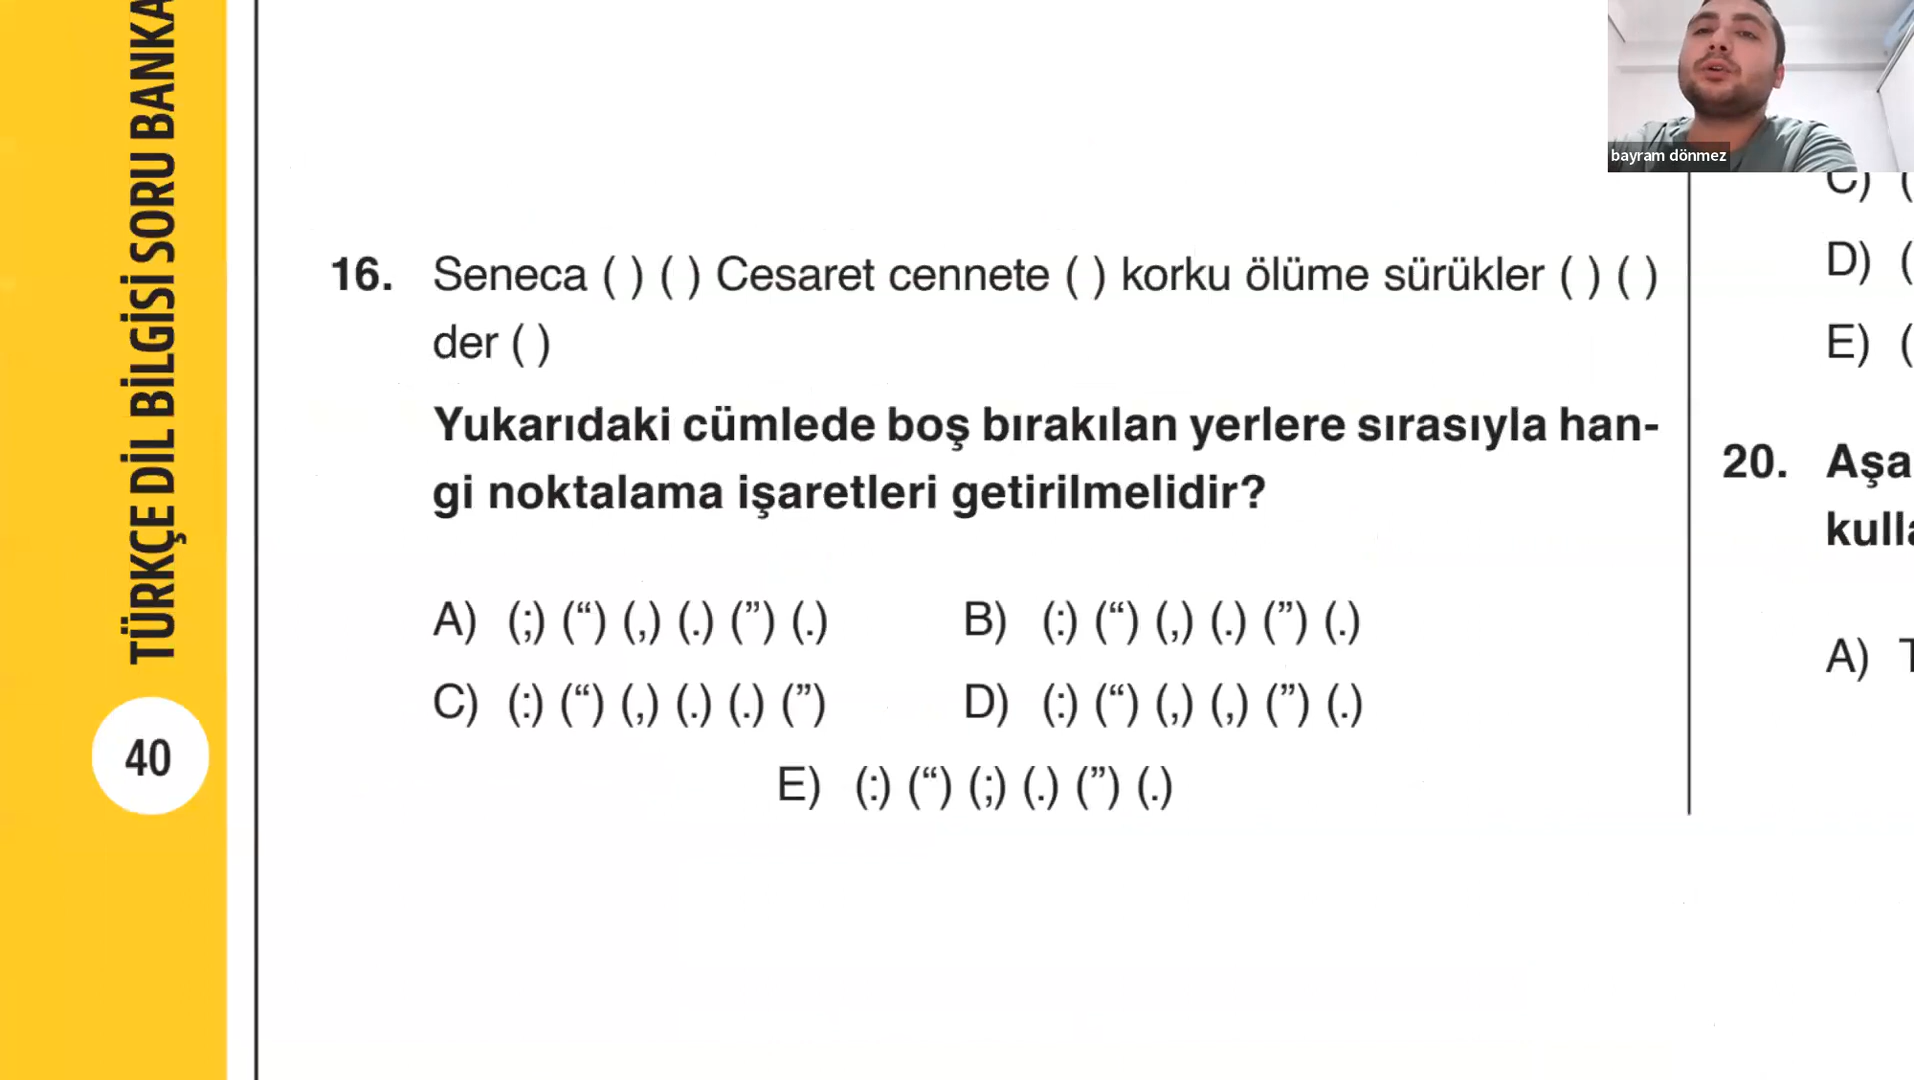 TÜRKÇE DİL BİLGİSİ SORU BANKA
40
bayram dönmez
16. Seneca ( ) ( ) Cesaret cennete ( ) korku ölüme sürükler ( ) ( )
der ( )
Yukarıdaki cümlede boş bırakılan yerlere sırasıyla han-
gi noktalama işaretleri getirilmelidir?
A) (;) (“) (,) (.) (”) (.)
B) (:) (“) (,) (.) (”) (.)
C) (:) (“) (,) (.) (.) (”)
D) (:) (“) (,) (,) (”) (.)
E) (:) (“) (;) (.) (”) (.)
C) (
D) (
E) (
20. Aşa
kulla
A) T